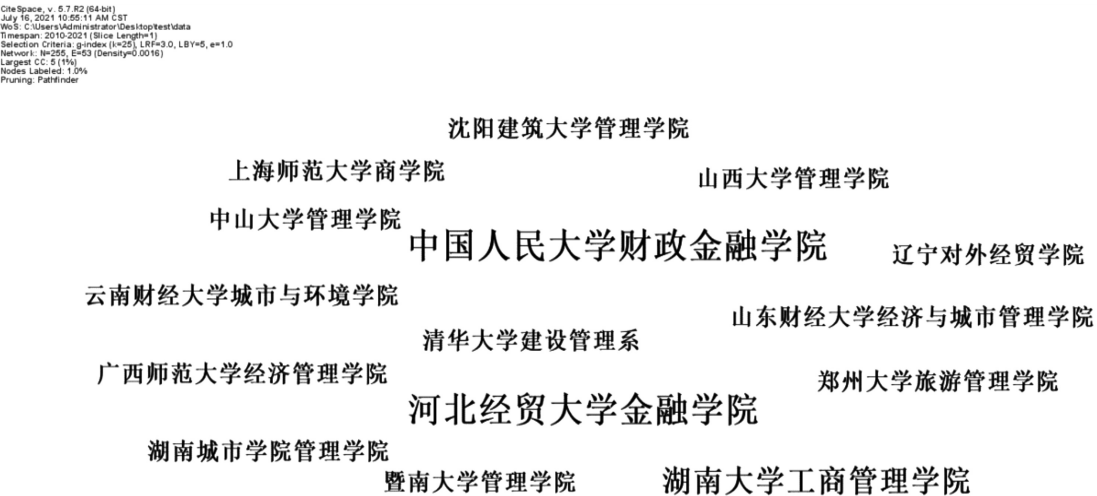 CiteSpace, v. 5.7.R2 (64-bit)
July 16, 2021 10:55:11 AM CST
WoS: C:\Users\Administrator\Desktop\test\data
Timespan: 2010-2021 (Slice Length=1)
Selection Criteria: g-index (k=25), LRF=3.0, LBY=5, e=1.0
Network: N=255, E=53 (Density=0.0016)
Largest CC: 5 (1%)
Nodes Labeled: 1.0%
Pruning: Pathfinder
沈阳建筑大学管理学院
上海师范大学商学院
山西大学管理学院
中山大学管理学院
中国人民大学财政金融学院
辽宁对外经贸学院
云南财经大学城市与环境学院
山东财经大学经济与城市管理学院
清华大学建设管理系
广西师范大学经济管理学院
郑州大学旅游管理学院
河北经贸大学金融学院
湖南城市学院管理学院
暨南大学管理学院
湖南大学工商管理学院